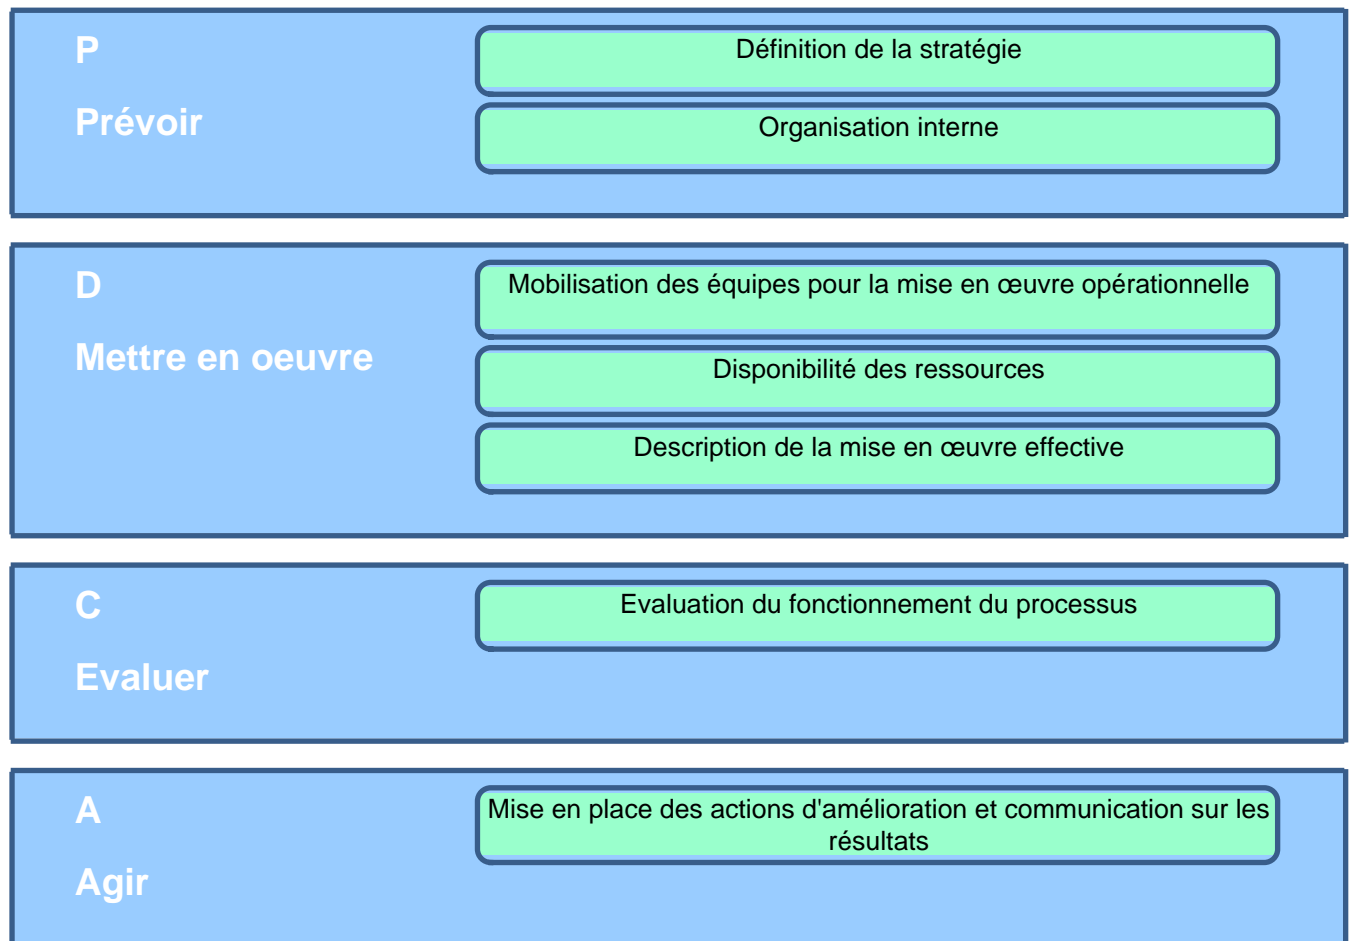 P
Prévoir
Définition de la stratégie
Organisation interne
D
Mettre en oeuvre
Mobilisation des équipes pour la mise en œuvre opérationnelle
Disponibilité des ressources
Description de la mise en œuvre effective
C
Evaluer
Evaluation du fonctionnement du processus
A
Agir
Mise en place des actions d'amélioration et communication sur les
résultats